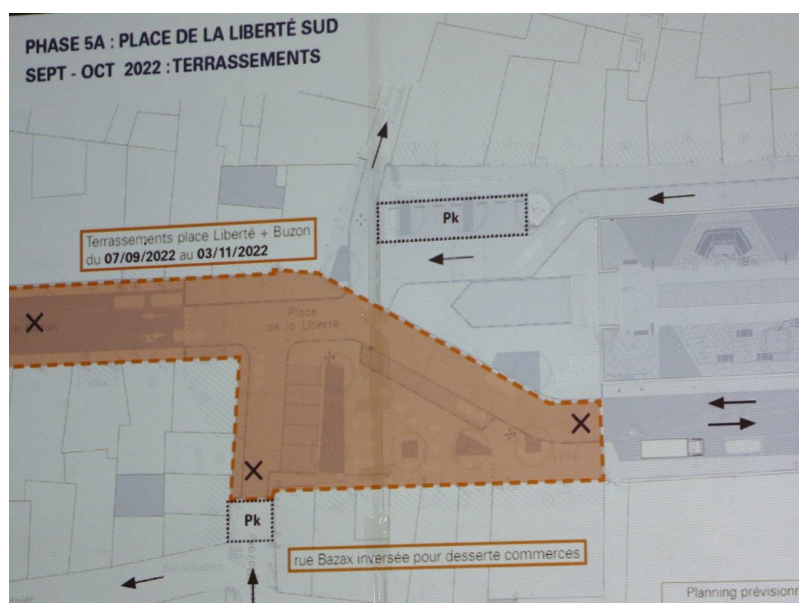 PHASE 5A : PLACE DE LA LIBERTÉ SUD
SEPT - OCT 2022 : TERRASSEMENTS
Pk
Terrassements place Liberté + Buzon
du 07/09/2022 au 03/11/2022
Place
de la Liberté
Pk
rue Bazax inversée pour desserte commerces
Planning prévisionn